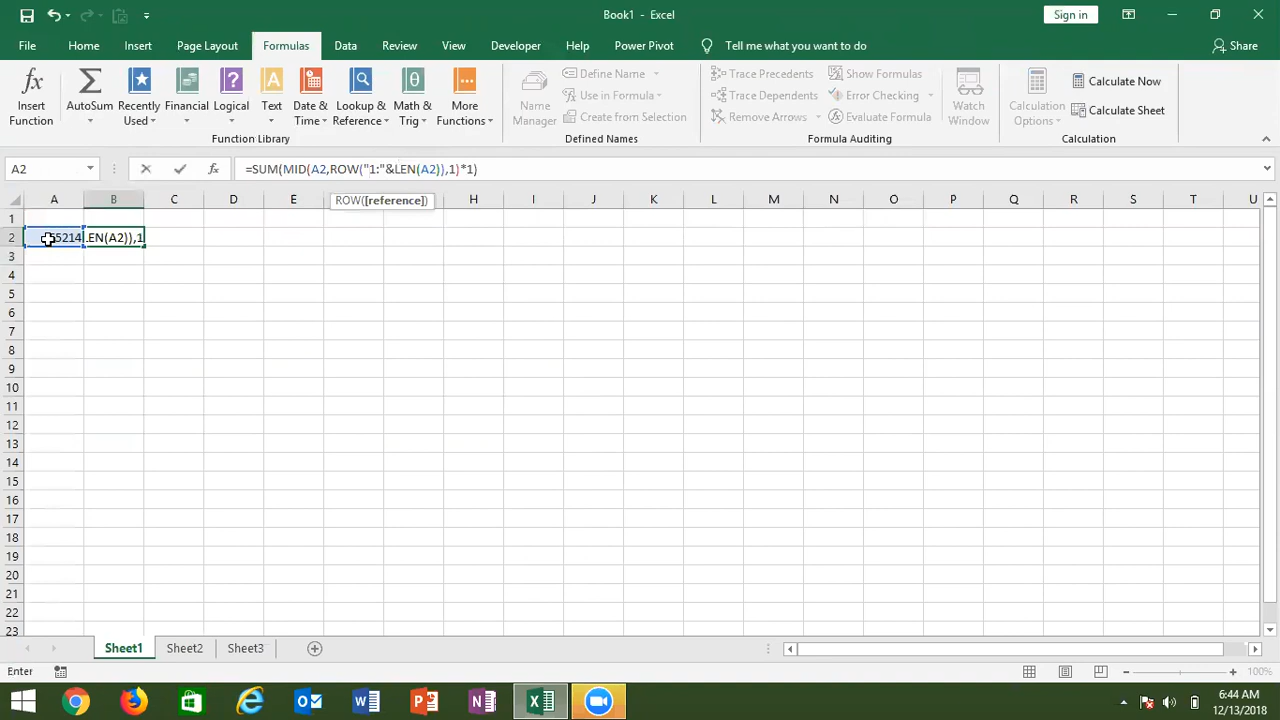 Book1 - Excel
Sign in
File Home Insert Page Layout Formulas Data Review View Developer Help Power Pivot Tell me what you want to do Share
Insert Function
AutoSum
Recently Used
Financial
Logical
Text
Date & Time
Lookup & Reference
Math & Trig
More Functions
Function Library
Name Manager
Define Name
Use in Formula
Create from Selection
Defined Names
Trace Precedents
Trace Dependents
Remove Arrows
Show Formulas
Error Checking
Evaluate Formula
Formula Auditing
Watch Window
Calculation Options
Calculate Now
Calculate Sheet
Calculation
A2 fx =SUM(MID(A2,ROW("1:"&LEN(A2)),1)*1)
ROW([reference])
A B C D E H I J K L M N O P Q R S T U
1
2 5214 LEN(A2)),1
3
4
5
6
7
8
9
10
11
12
13
14
15
16
17
18
19
20
21
22
23
Sheet1 Sheet2 Sheet3
Enter 100%
6:44 AM
12/13/2018